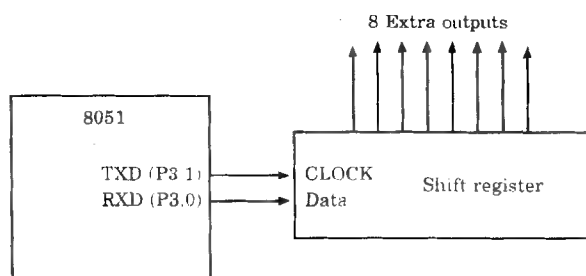 8 Extra outputs
8051
TXD (P3 1)
CLOCK
Shift register
RXD (P3.0)
Data